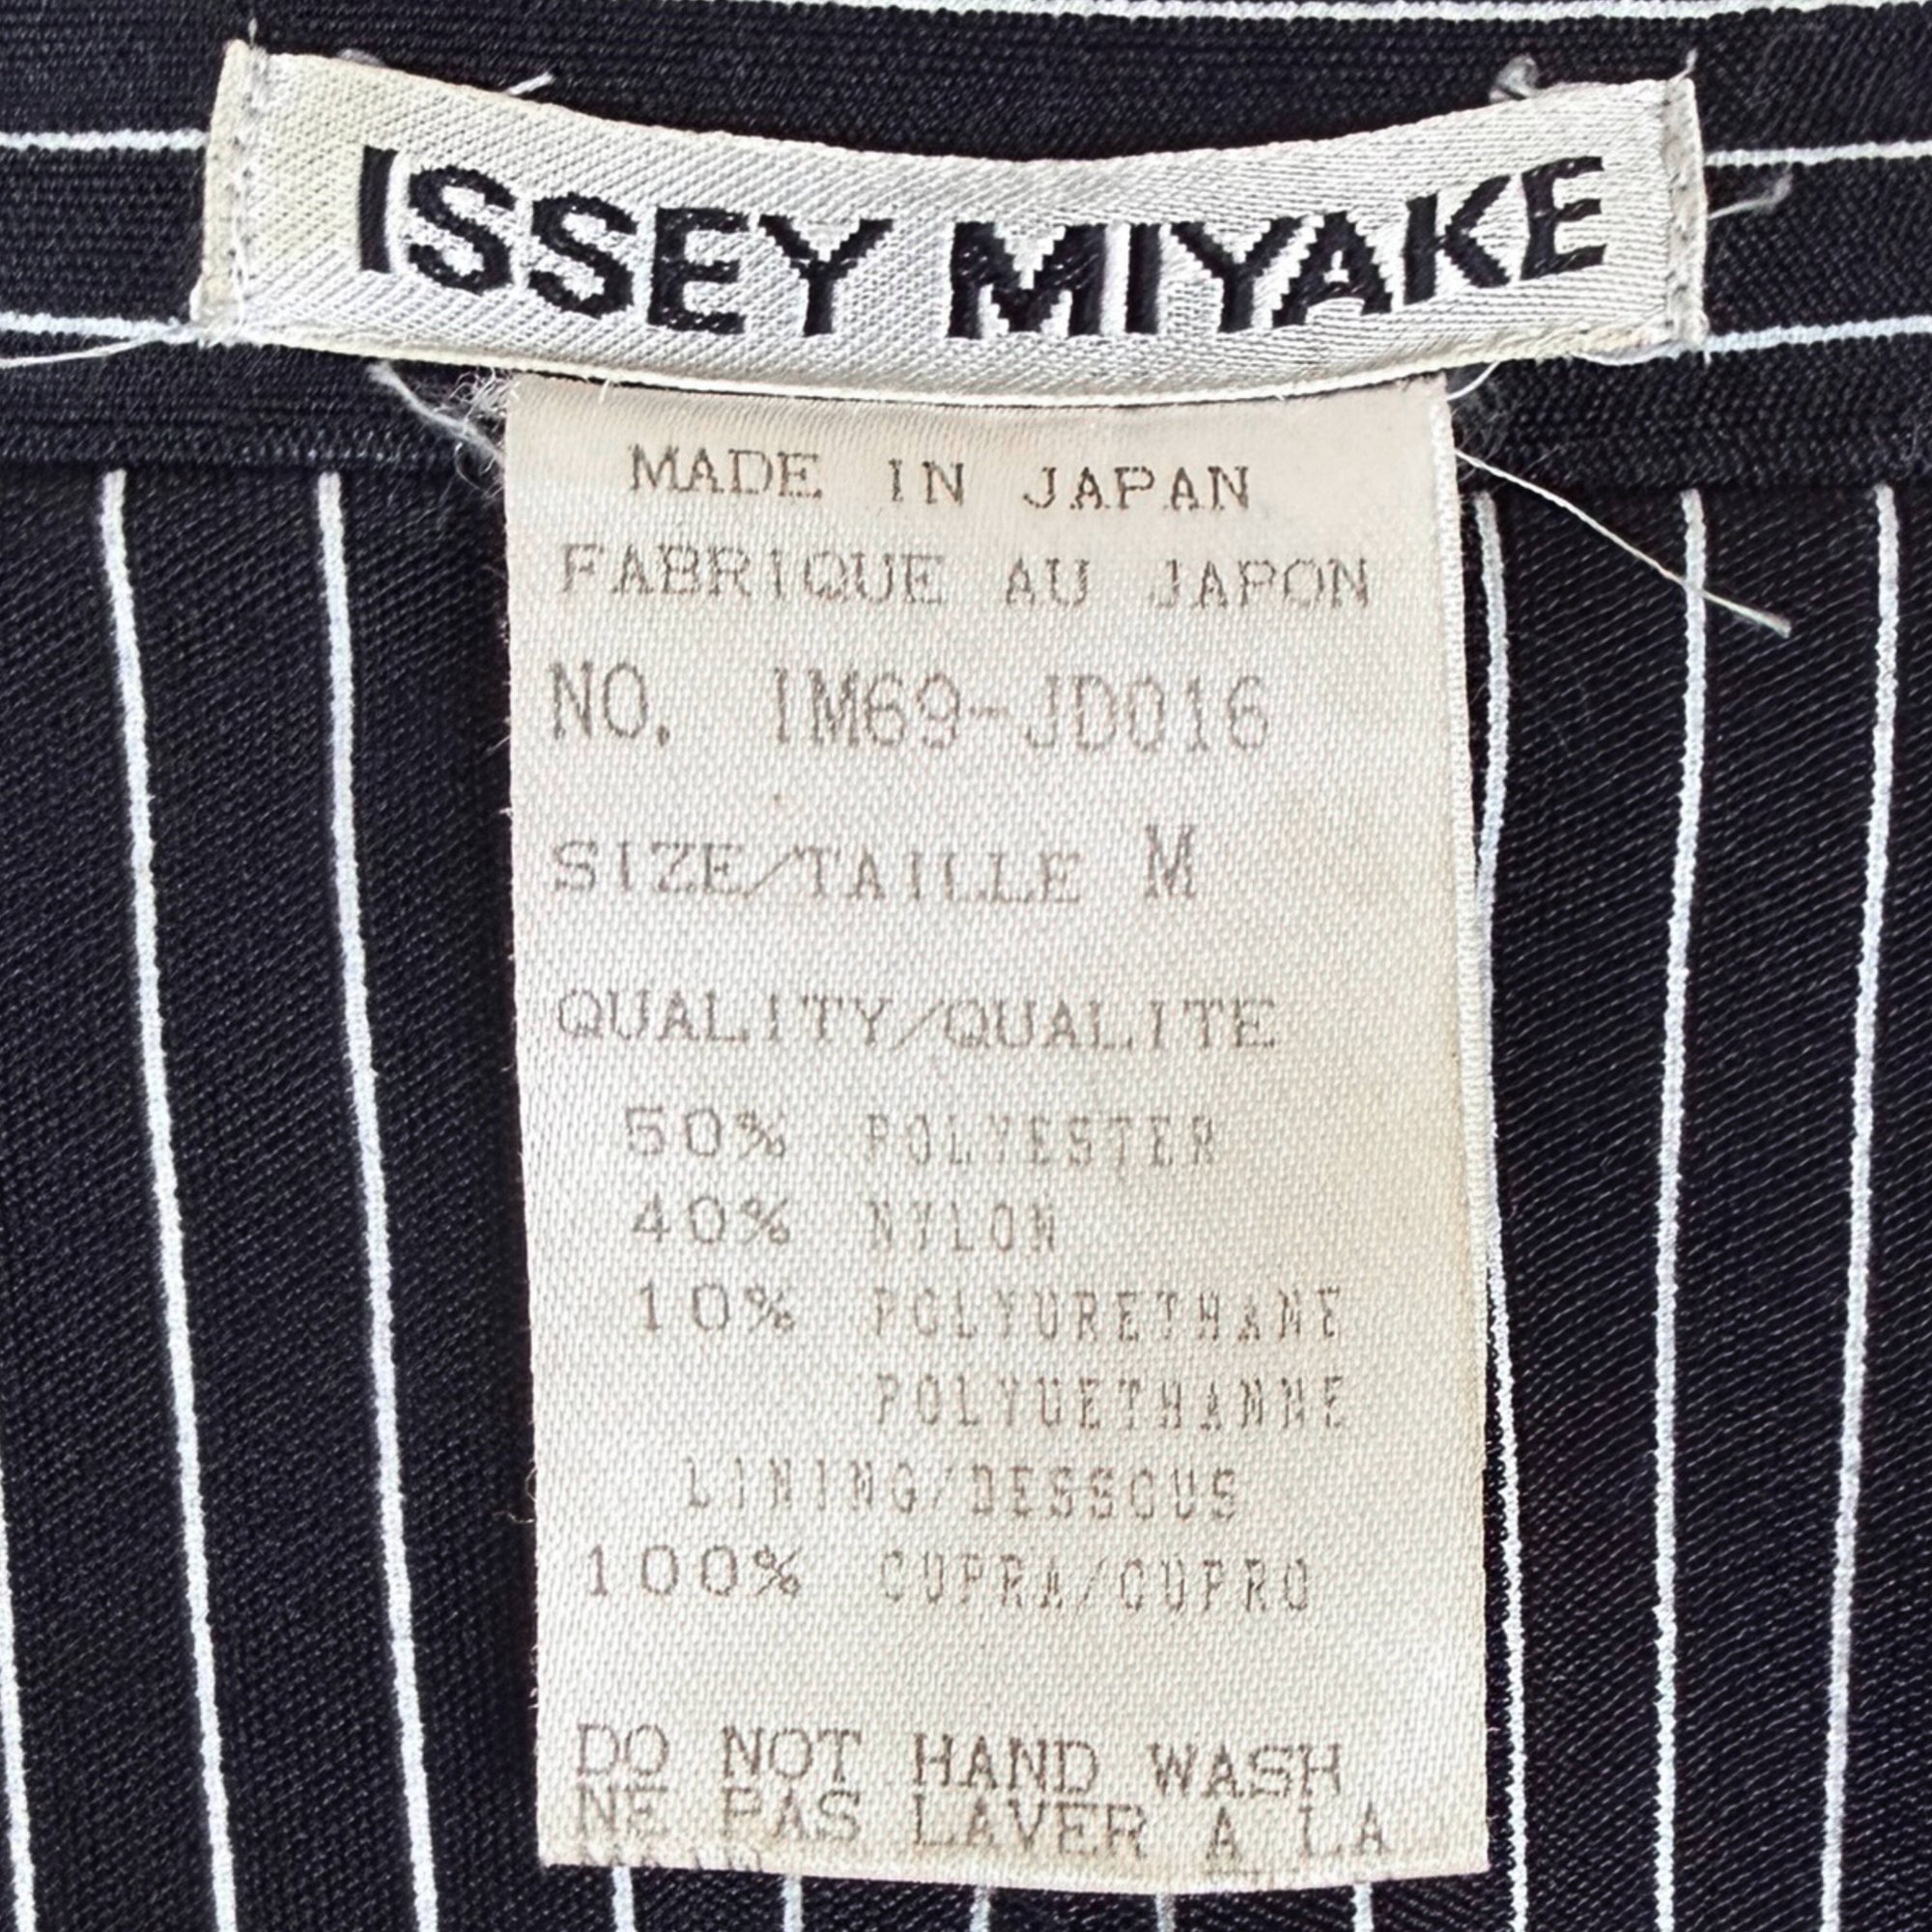 ISSEY MIYAKE
MADE IN JAPAN
FABRIQUE AU JAPON
NO. IM69-JD016
SIZE/TAILLE M
QUALITY/QUALITE
50% POLYESTER
40% NYLON
10% POLYURETHANE
POLYUETHANNE
LINING/DESSOUS
100% CUPRA/CUPRO
DO NOT HAND WASH
NE PAS LAVER A LA